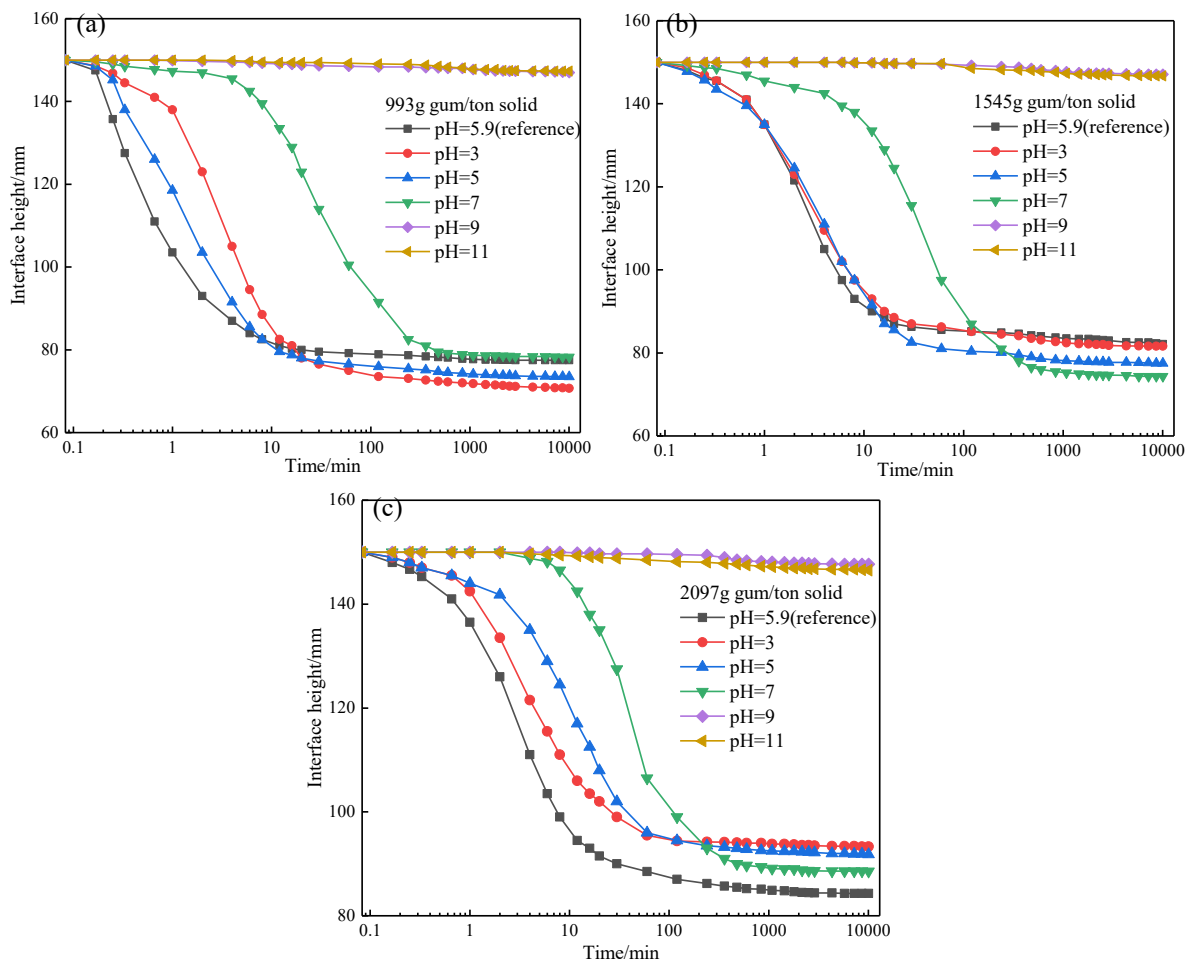 (a)
160
140
120
100
80
60
Interface height/mm
993g gum/ton solid
pH=5.9(reference)
pH=3
pH=5
pH=7
pH=9
pH=11
0.1 1 10 100 1000 10000
Time/min
(b)
160
140
120
100
80
60
Interface height/mm
1545g gum/ton solid
pH=5.9(reference)
pH=3
pH=5
pH=7
pH=9
pH=11
0.1 1 10 100 1000 10000
Time/min
(c)
160
140
120
100
80
Interface height/mm
2097g gum/ton solid
pH=5.9(reference)
pH=3
pH=5
pH=7
pH=9
pH=11
0.1 1 10 100 1000 10000
Time/min